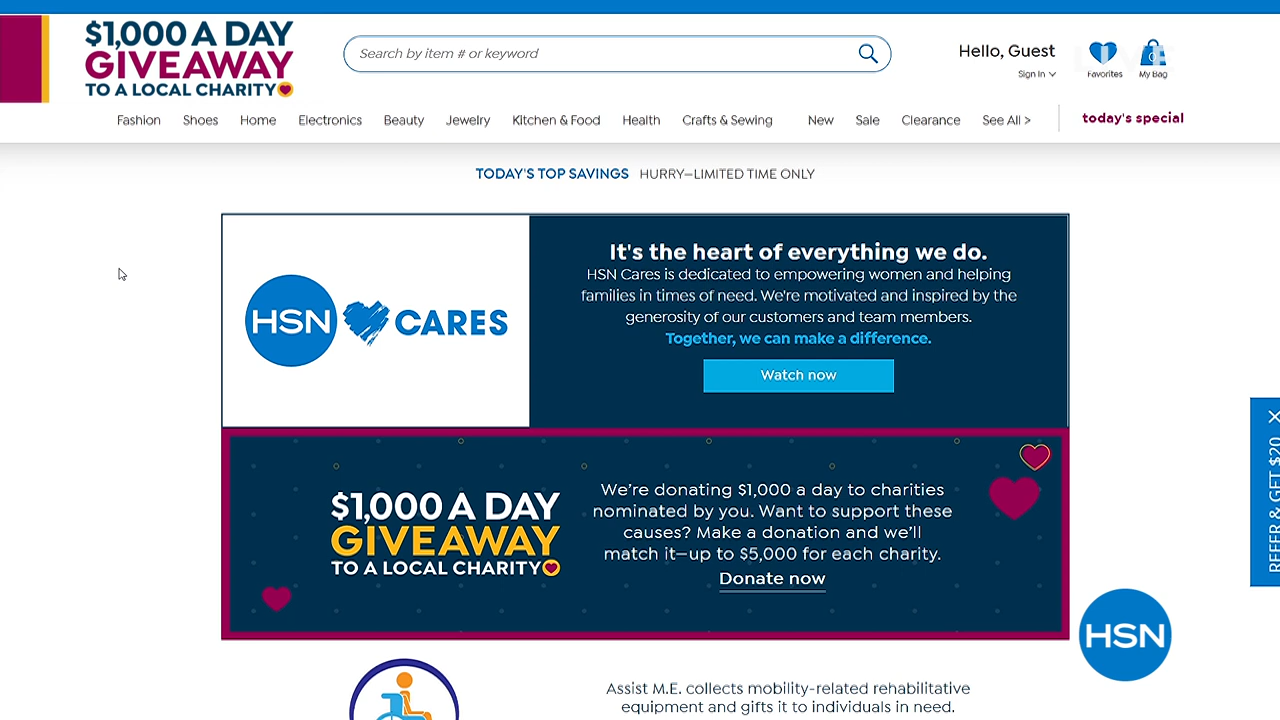 $1,000 A DAY
GIVEAWAY
TO A LOCAL CHARITY
Search by item # or keyword
Hello, Guest
Sign In
LIVE
Favorites
0
My Bag
Fashion Shoes Home Electronics Beauty Jewelry Kitchen & Food Health Crafts & Sewing New Sale Clearance See All > today's special
TODAY'S TOP SAVINGS HURRY—LIMITED TIME ONLY
HSN CARES
It's the heart of everything we do.
HSN Cares is dedicated to empowering women and helping
families in times of need. We're motivated and inspired by the
generosity of our customers and team members.
Together, we can make a difference.
Watch now
$1,000 A DAY
GIVEAWAY
TO A LOCAL CHARITY
We're donating $1,000 a day to charities
nominated by you. Want to support these
causes? Make a donation and we'll
match it—up to $5,000 for each charity.
Donate now
REFER & GET $20
HSN
Assist M.E. collects mobility-related rehabilitative
equipment and gifts it to individuals in need.